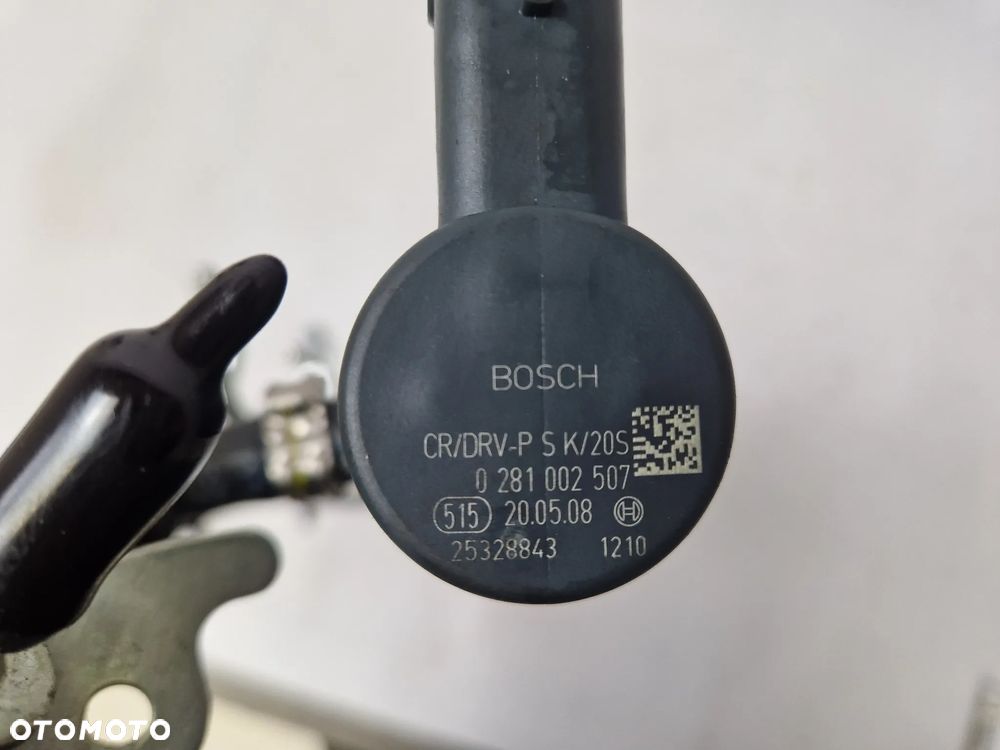 BOSCH
CR/DRV-P S K/20S
0 281 002 507
515 20.05.08
25328843 1210
OTOMOTO